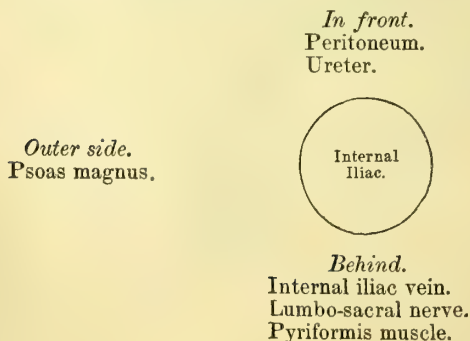 In front.
Peritoneum.
Ureter.
Outer side.
Psoas magnus.
Internal
Iliac.
Behind.
Internal iliac vein.
Lumbo-sacral nerve.
Pyriformis muscle.